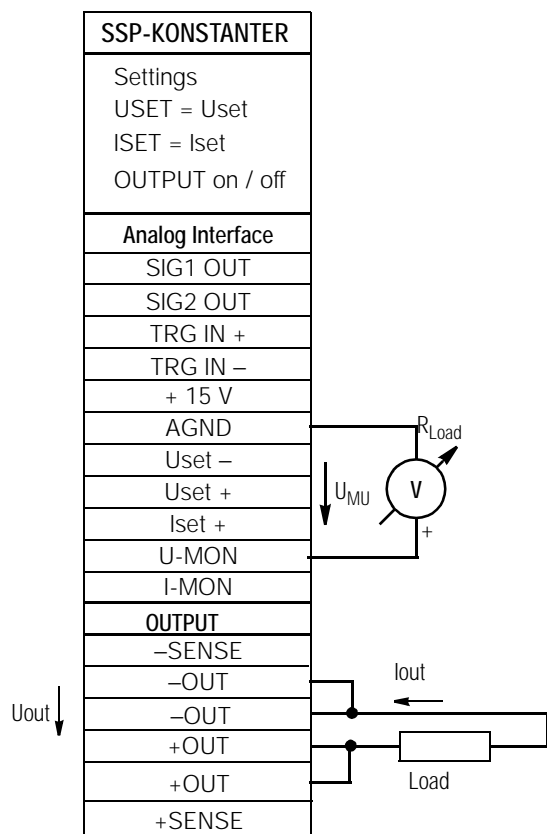 SSP-KONSTANTER
Settings
USET = Uset
ISET = Iset
OUTPUT on / off
Analog Interface
SIG1 OUT
SIG2 OUT
TRG IN +
TRG IN –
+ 15 V
AGND
Uset –
Uset +
Iset +
U-MON
I-MON
OUTPUT
–SENSE
–OUT
–OUT
+OUT
+OUT
+SENSE
RLoad
V
UMU
+
Uout
Iout
Load